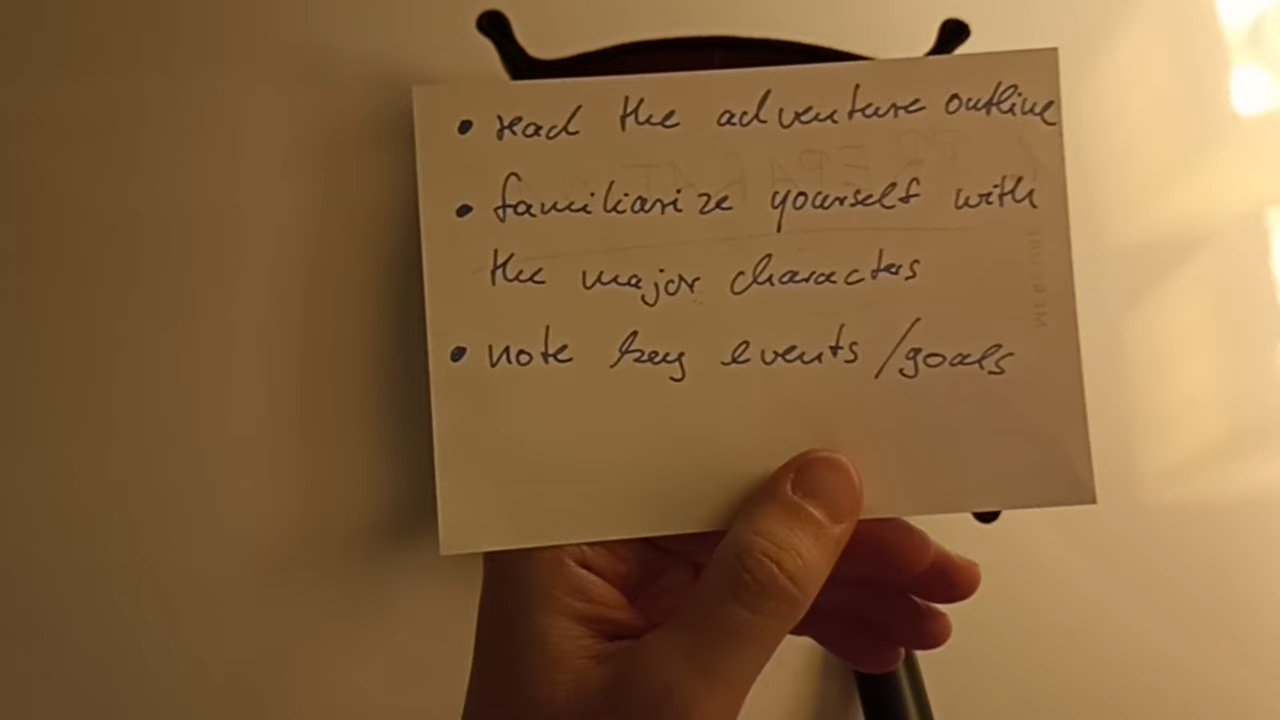 • read the adventure outline
• familiarize yourself with
the major characters
• note key events/goals